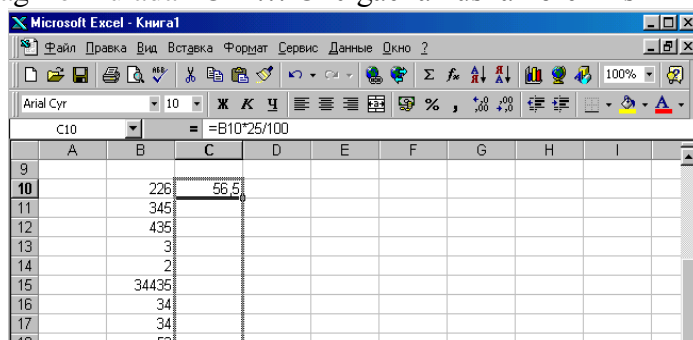 Microsoft Excel - Книга1
Файл Правка Вид Вставка Формат Сервис Данные Окно ?
100%
Arial Cyr 10 Ж К Ч % ,
C10 = =B10*25/100
A B C D E F G H I
9
10 226 56,5
11 345
12 435
13 3
14 2
15 34435
16 34
17 34